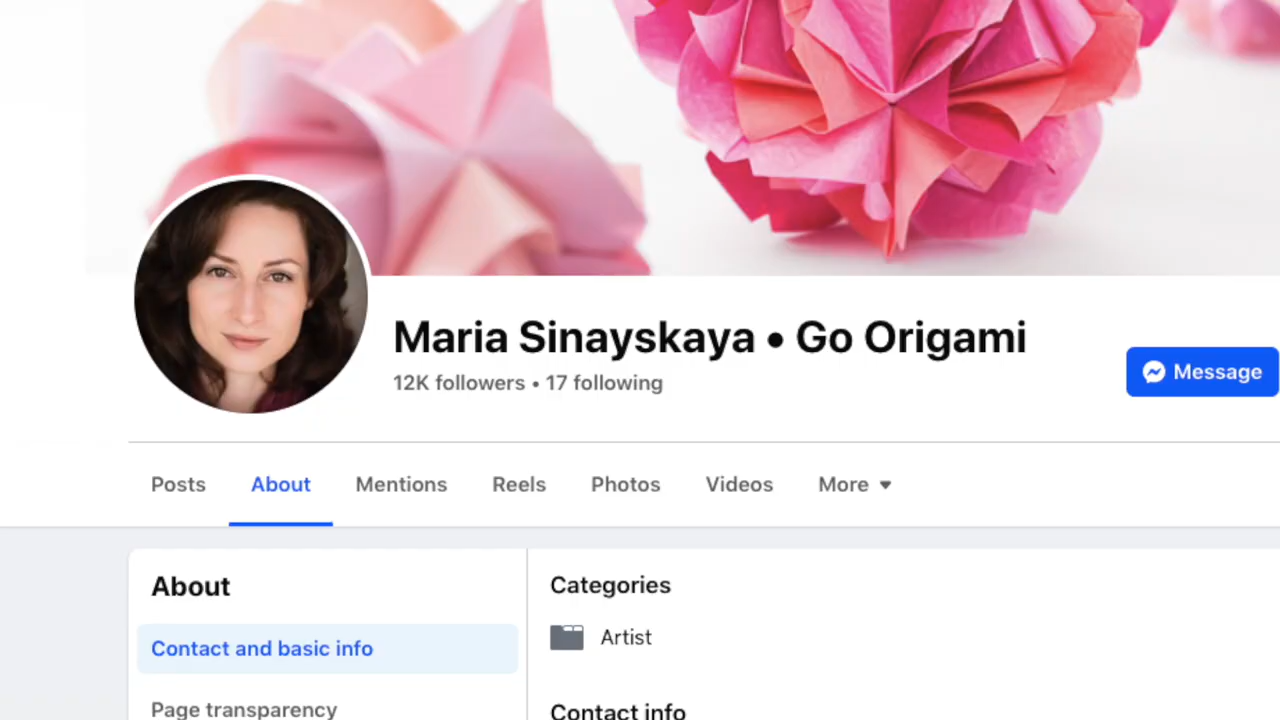 Maria Sinayskaya • Go Origami
12K followers • 17 following
Message
Posts About Mentions Reels Photos Videos More
About
Contact and basic info
Page transparency
Categories
Artist
Contact info